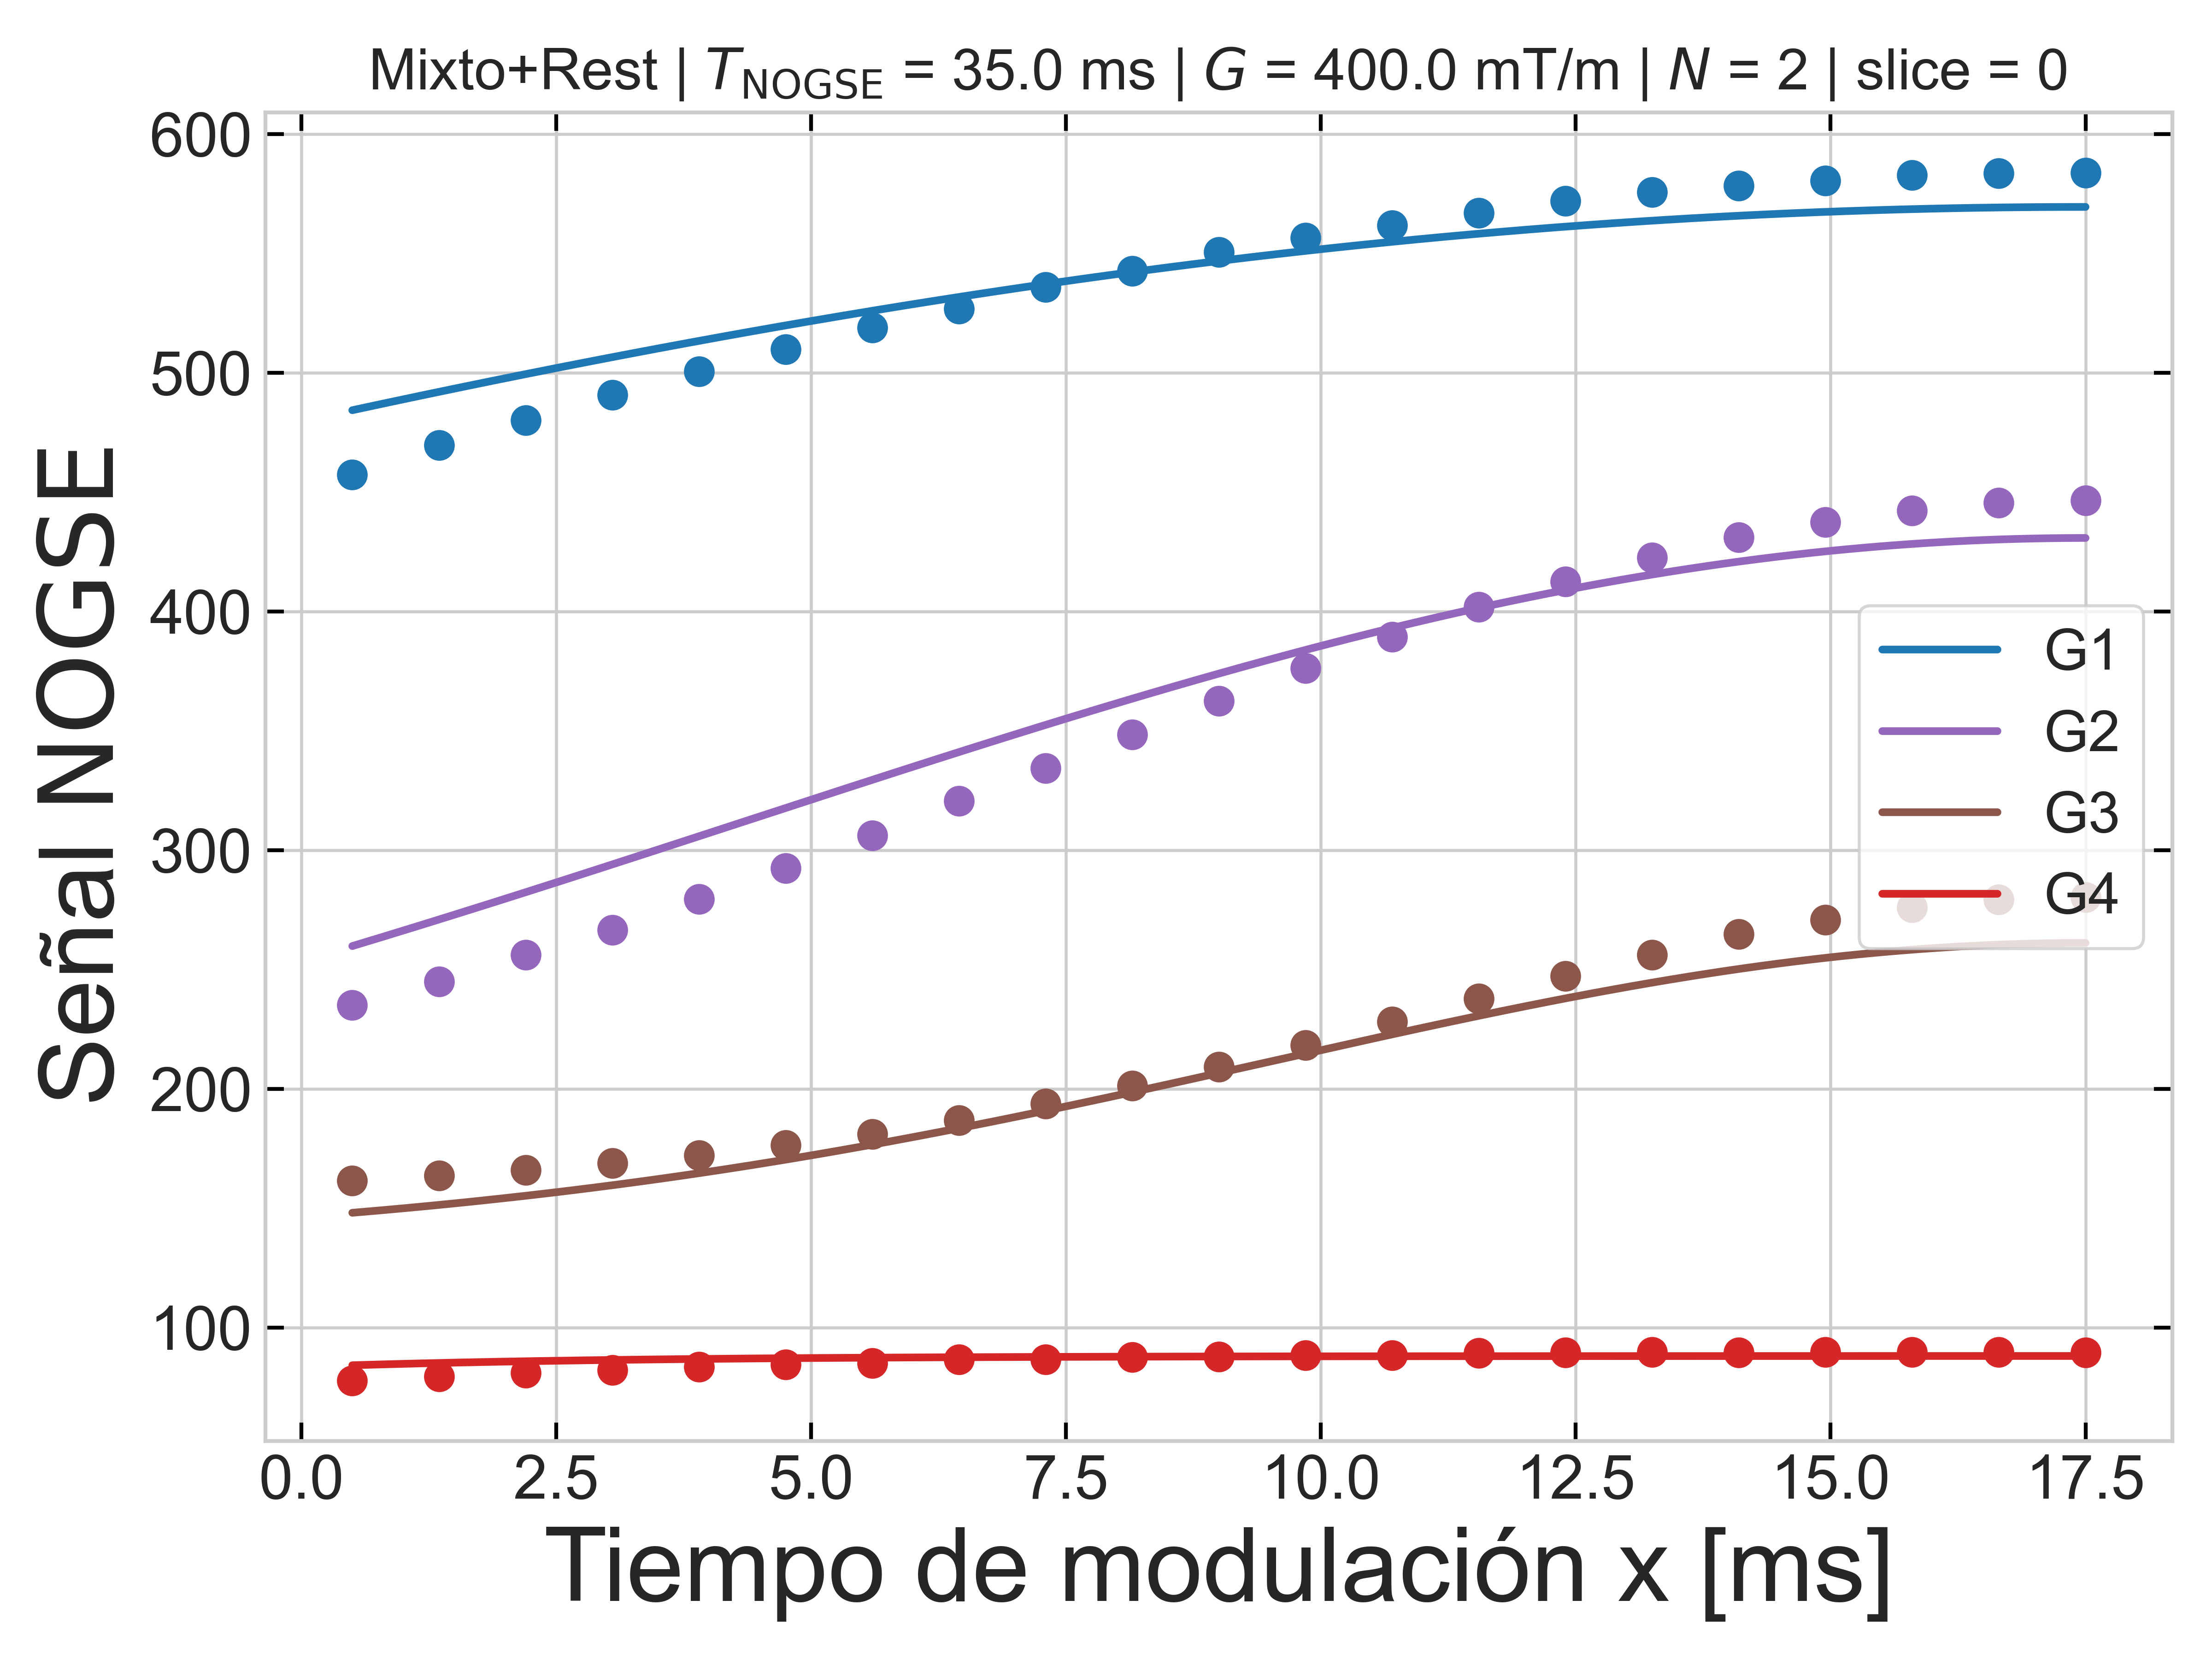 Mixto+Rest | T_NOGSE = 35.0 ms | G = 400.0 mT/m | N = 2 | slice = 0
Señal NOGSE
600
500
400
300
200
100
G1
G2
G3
G4
0.0 2.5 5.0 7.5 10.0 12.5 15.0 17.5
Tiempo de modulación x [ms]